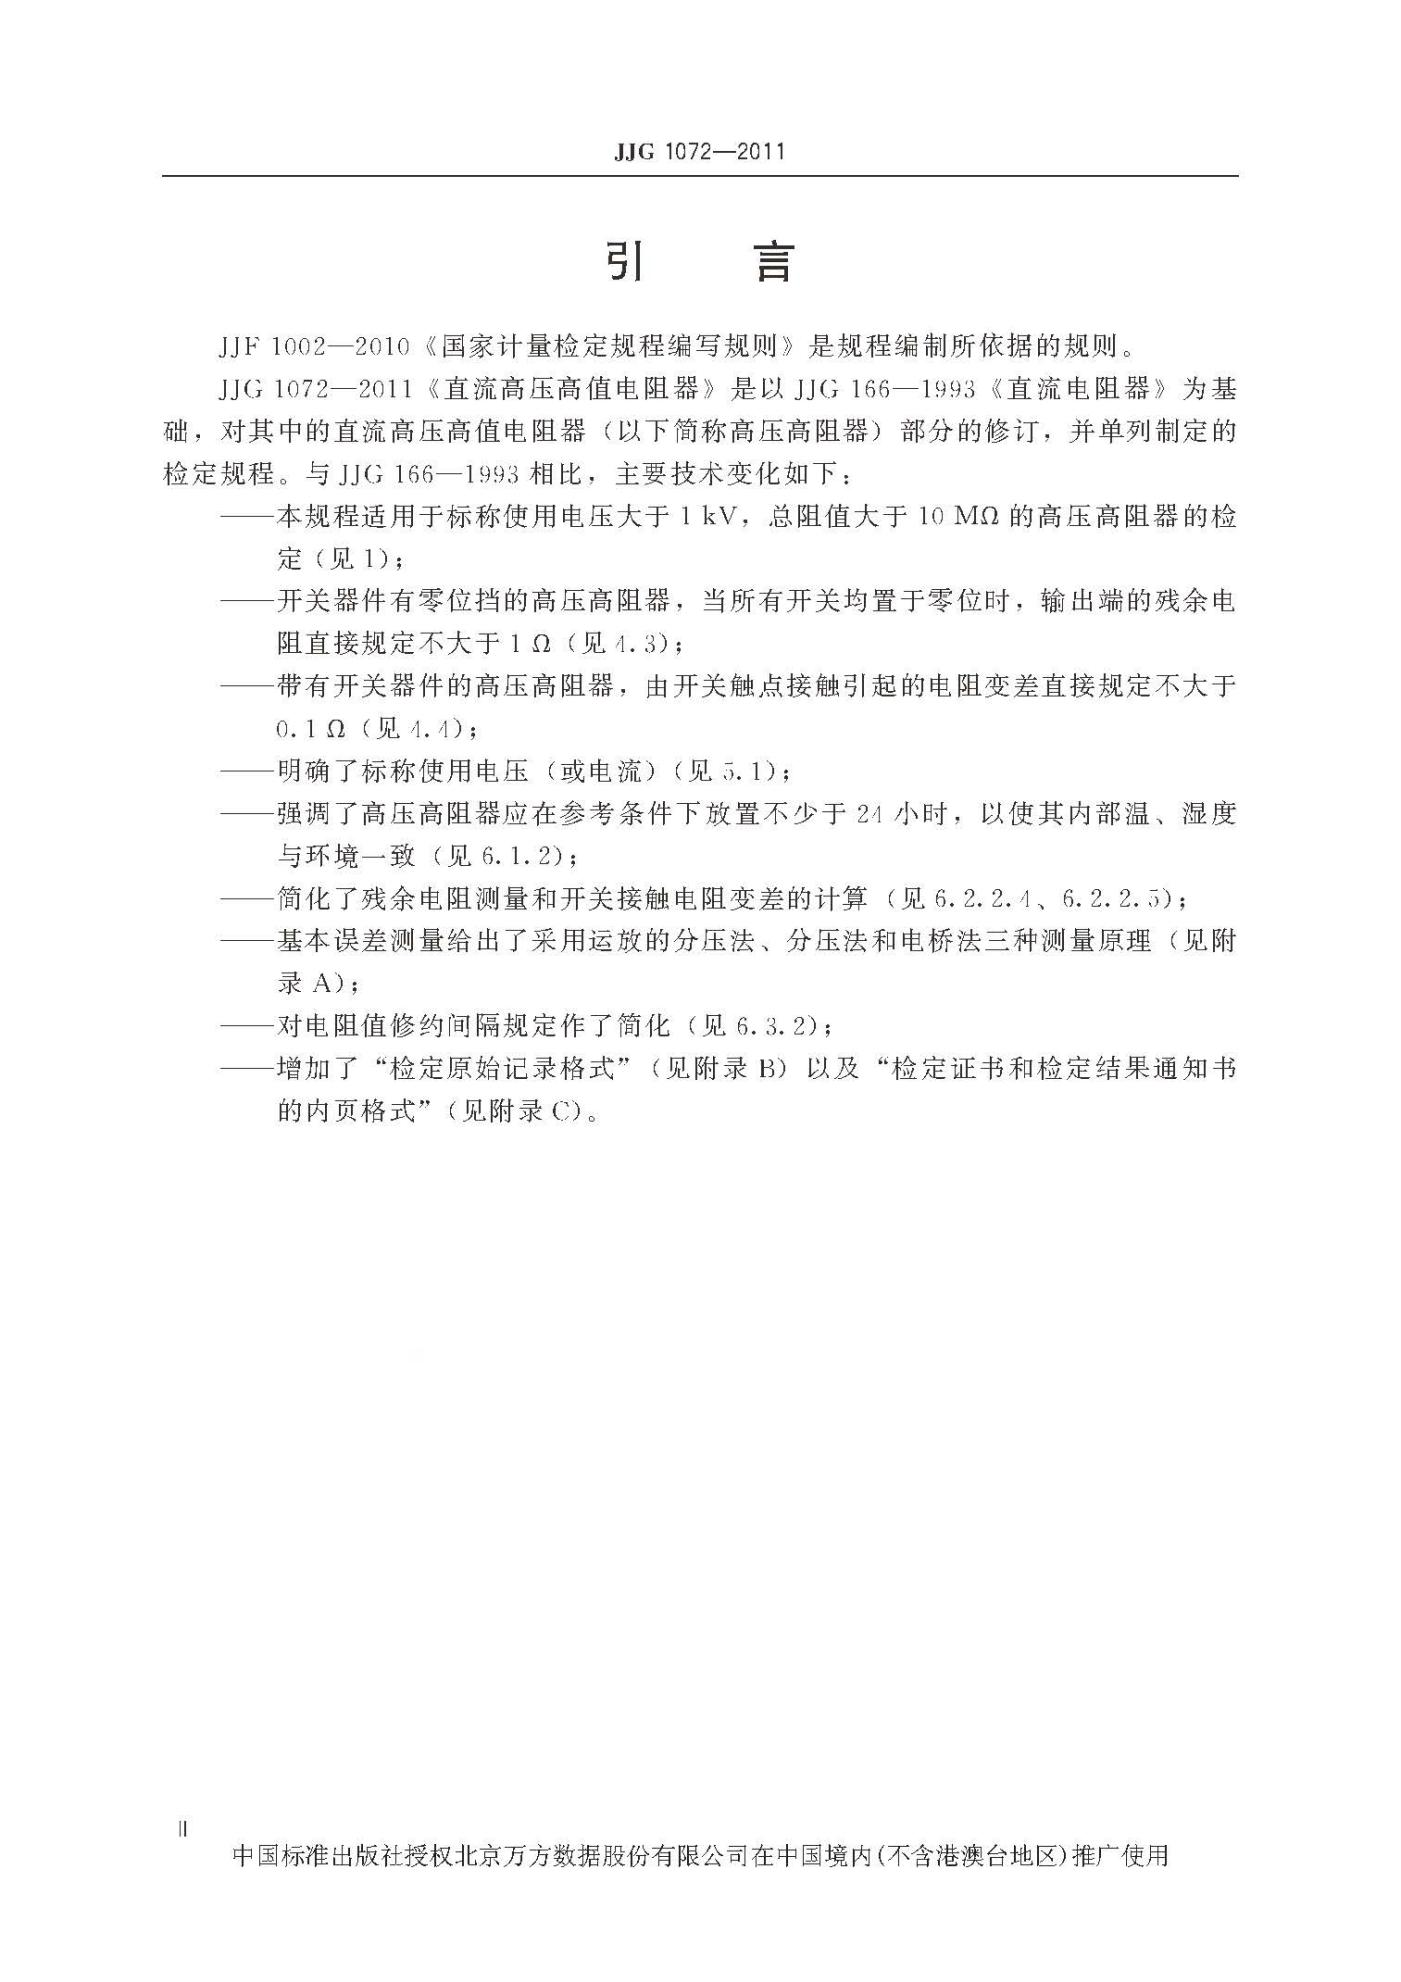 JJG 1072—2011
引 言
JJF 1002—2010《国家计量检定规程编写规则》是规程编制所依据的规则。
JJG 1072—2011《直流高压高值电阻器》是以 JJG 166—1993《直流电阻器》为基
础，对其中的直流高压高值电阻器（以下简称高压高阻器）部分的修订，并单列制定的
检定规程。与 JJG 166—1993 相比，主要技术变化如下：
——本规程适用于标称使用电压大于 1 kV，总阻值大于 10 MΩ 的高压高阻器的检
定（见 1）；
——开关器件有零位挡的高压高阻器，当所有开关均置于零位时，输出端的残余电
阻直接规定不大于 1 Ω（见 4.3）；
——带有开关器件的高压高阻器，由开关触点接触引起的电阻变差直接规定不大于
0.1 Ω（见 4.4）；
——明确了标称使用电压（或电流）（见 5.1）；
——强调了高压高阻器应在参考条件下放置不少于 24 小时，以使其内部温、湿度
与环境一致（见 6.1.2）；
——简化了残余电阻测量和开关接触电阻变差的计算（见 6.2.2.4、6.2.2.5）；
——基本误差测量给出了采用运放的分压法、分压法和电桥法三种测量原理（见附
录 A）；
——对电阻值修约间隔规定作了简化（见 6.3.2）；
——增加了“检定原始记录格式”（见附录 B）以及“检定证书和检定结果通知书
的内页格式”（见附录 C）。
II
中国标准出版社授权北京万方数据股份有限公司在中国境内(不含港澳台地区)推广使用